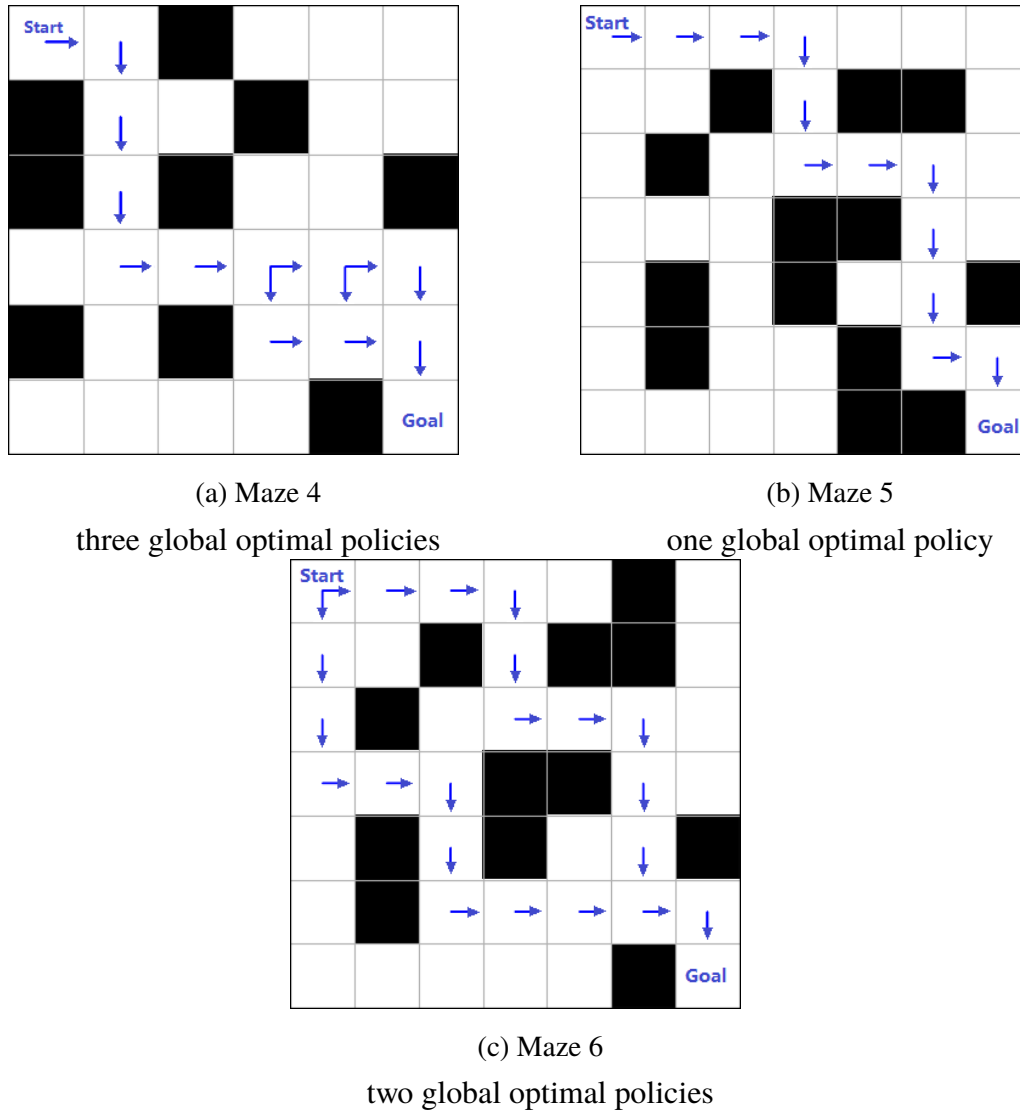 Start
Goal
(a) Maze 4
three global optimal policies
Start
Goal
(b) Maze 5
one global optimal policy
Start
Goal
(c) Maze 6
two global optimal policies